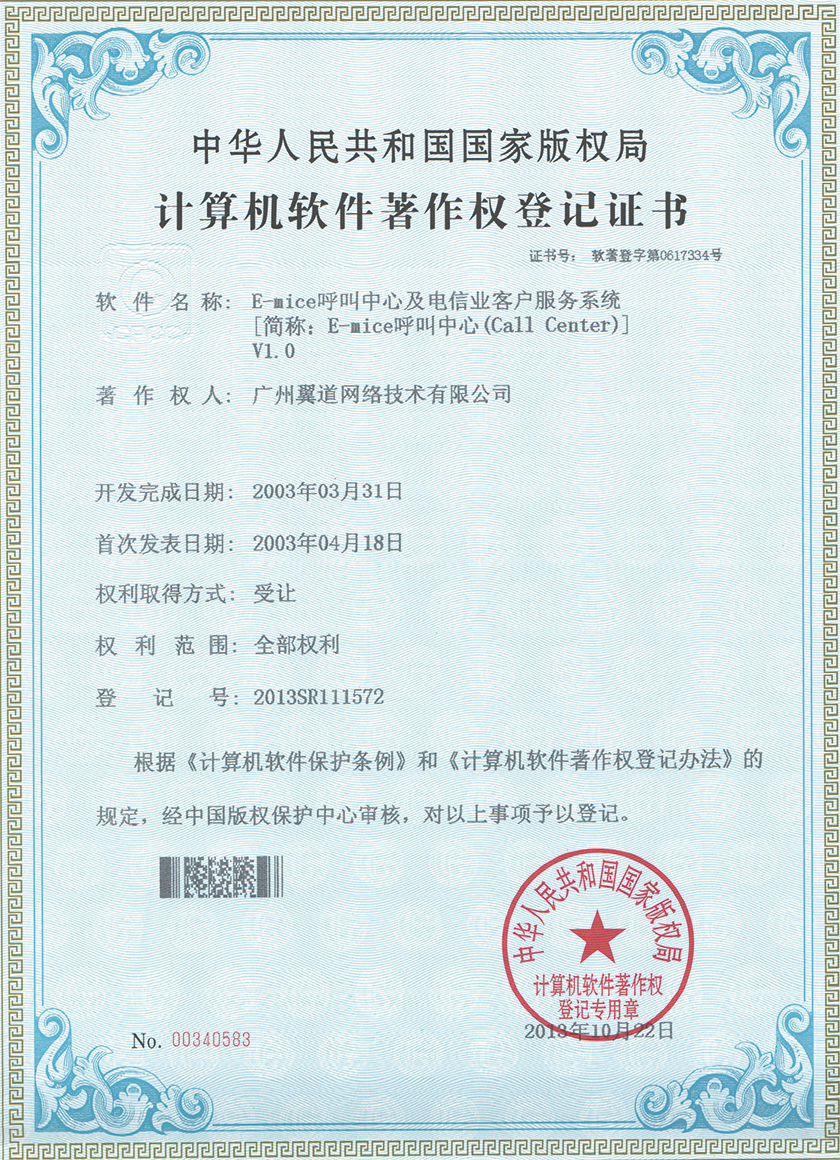 中华人民共和国国家版权局
计算机软件著作权登记证书
证书号： 软著登字第0617334号
软件名称： E-mice呼叫中心及电信业客户服务系统
[简称：E-mice呼叫中心(Call Center)]
V1.0
著作权人： 广州翼道网络技术有限公司
开发完成日期： 2003年03月31日
首次发表日期： 2003年04月18日
权利取得方式： 受让
权利范围： 全部权利
登记号： 2013SR111572
根据《计算机软件保护条例》和《计算机软件著作权登记办法》的
规定，经中国版权保护中心审核，对以上事项予以登记。
中华人民共和国国家版权局
计算机软件著作权
登记专用章
2013年10月22日
No. 00340583